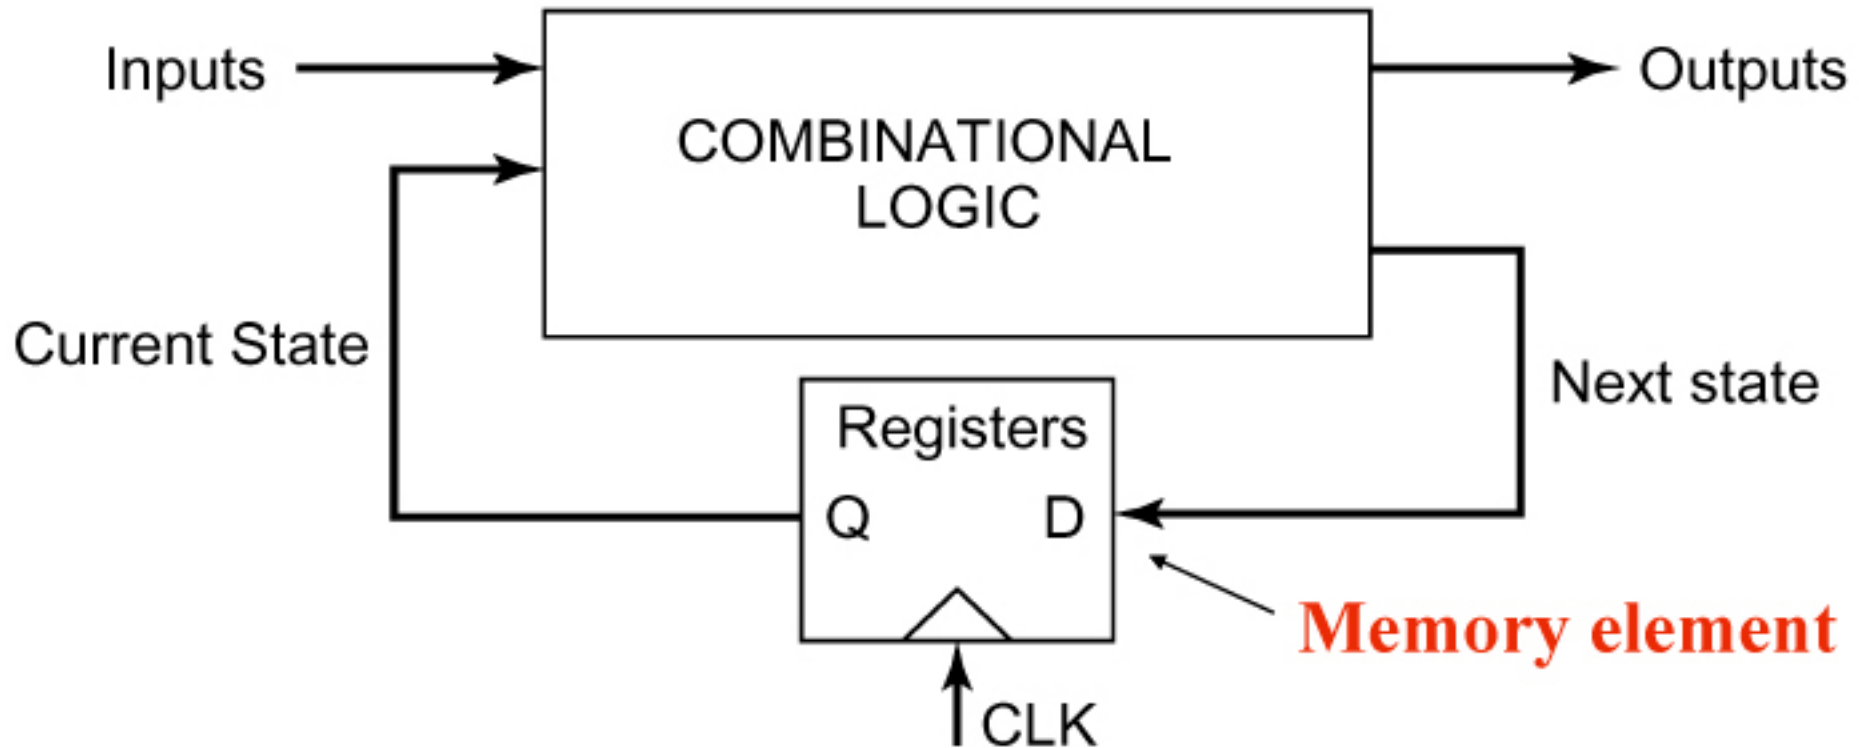 Inputs
Outputs
COMBINATIONAL
LOGIC
Current State
Next state
Registers
Q
D
Memory element
CLK